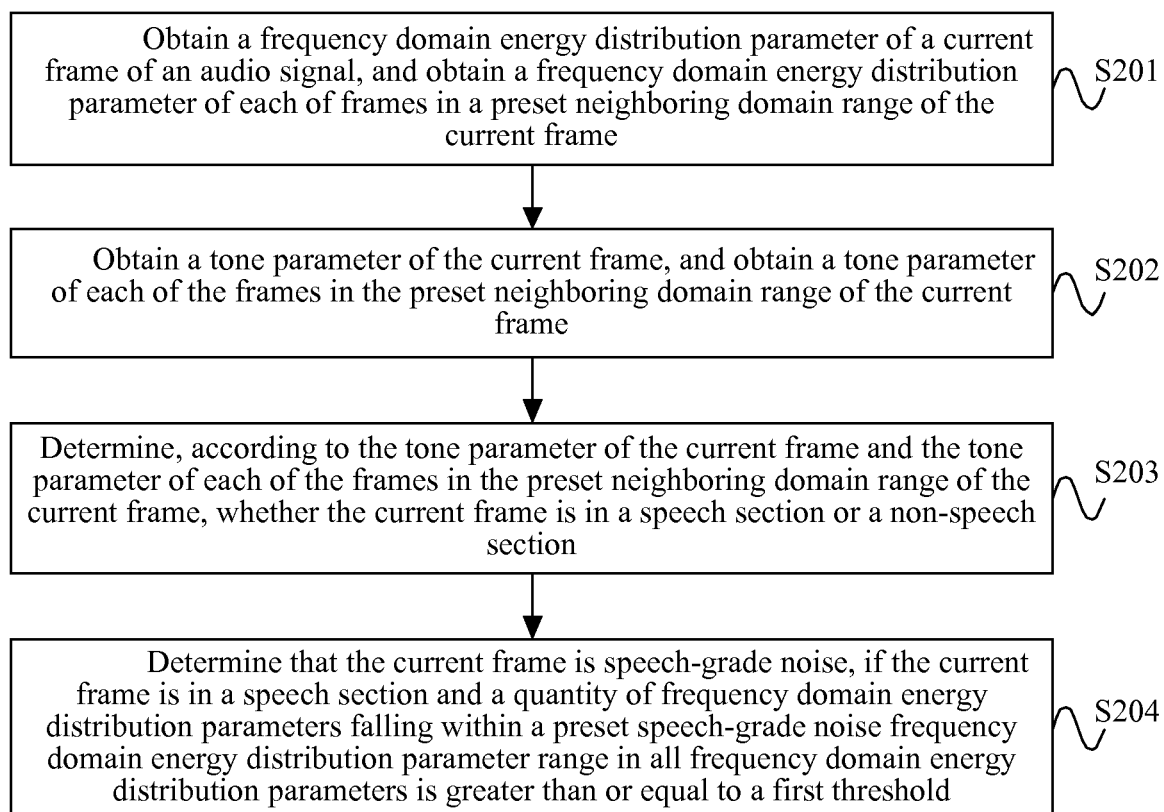 Obtain a frequency domain energy distribution parameter of a current
frame of an audio signal, and obtain a frequency domain energy distribution
parameter of each of frames in a preset neighboring domain range of the
current frame
S201
Obtain a tone parameter of the current frame, and obtain a tone parameter
of each of the frames in the preset neighboring domain range of the current
frame
S202
Determine, according to the tone parameter of the current frame and the tone
parameter of each of the frames in the preset neighboring domain range of the
current frame, whether the current frame is in a speech section or a non-speech
section
S203
Determine that the current frame is speech-grade noise, if the current
frame is in a speech section and a quantity of frequency domain energy
distribution parameters falling within a preset speech-grade noise frequency
domain energy distribution parameter range in all frequency domain energy
distribution parameters is greater than or equal to a first threshold
S204